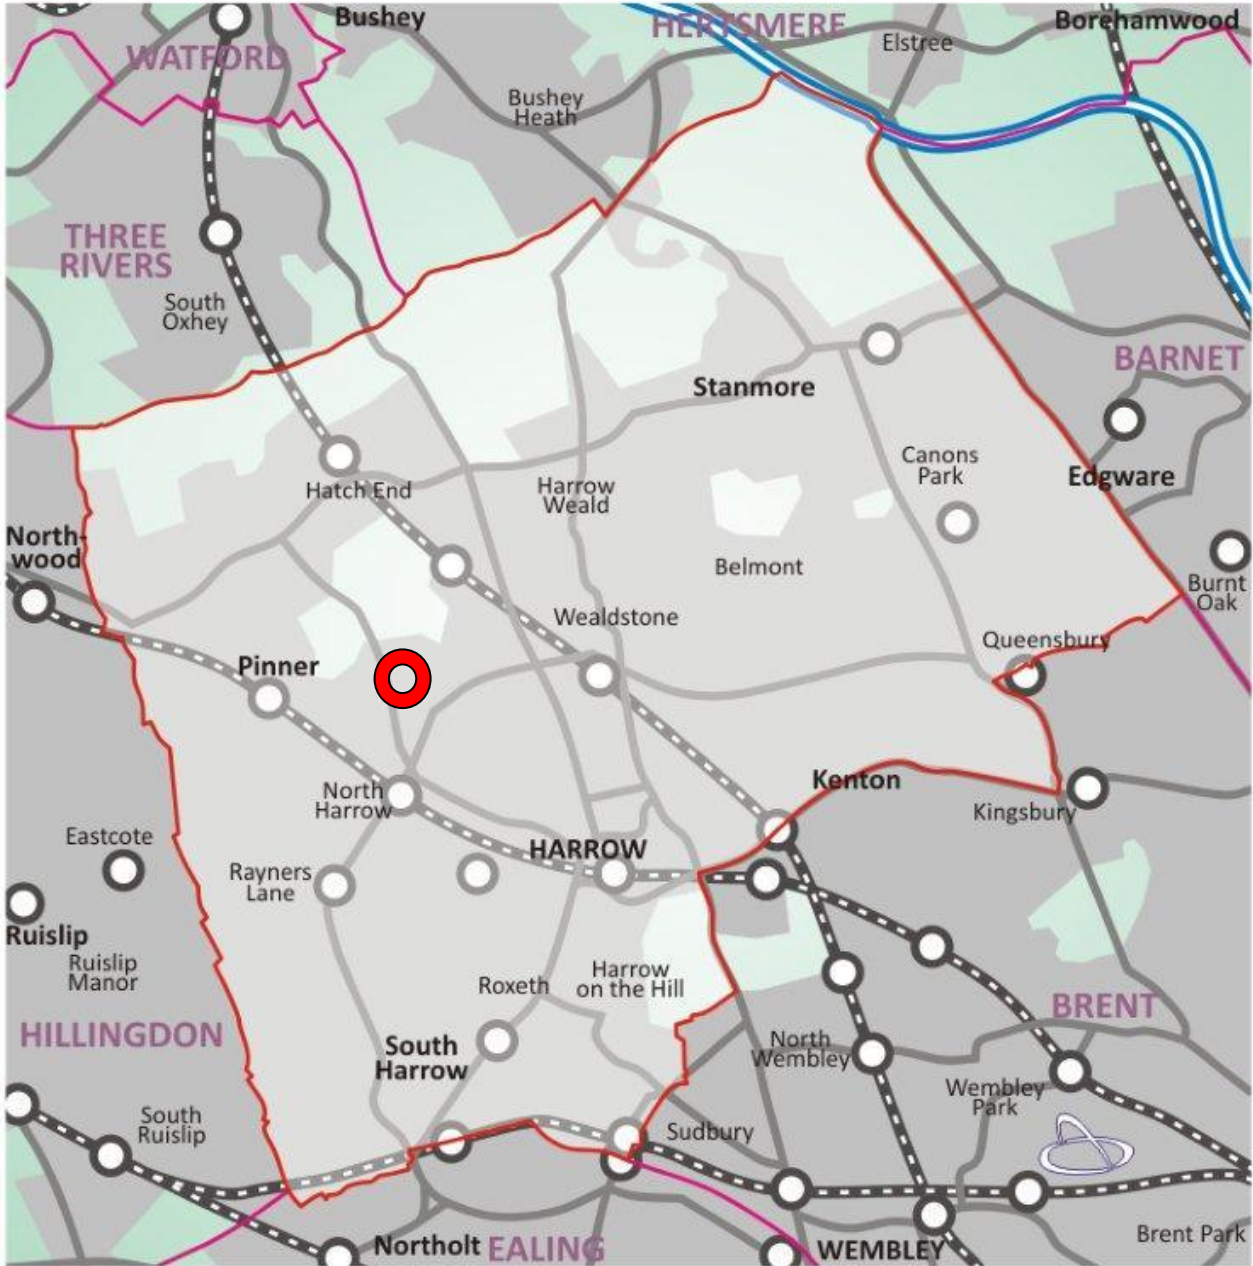 Bushey
HERTSMERE
Borehamwood
WATFORD
Elstree
Bushey
Heath
THREE
RIVERS
South
Oxhey
BARNET
Stanmore
Canons
Park
Edgware
Hatch End
Harrow
Weald
North-
wood
Belmont
Burnt
Oak
Wealdstone
Queensbury
Pinner
Kenton
North
Harrow
Kingsbury
Eastcote
HARROW
Rayners
Lane
Ruislip
Ruislip
Manor
Harrow
on the Hill
Roxeth
BRENT
HILLINGDON
North
Wembley
South
Harrow
Wembley
Park
South
Ruislip
Sudbury
Brent Park
Northolt
EALING
WEMBLEY